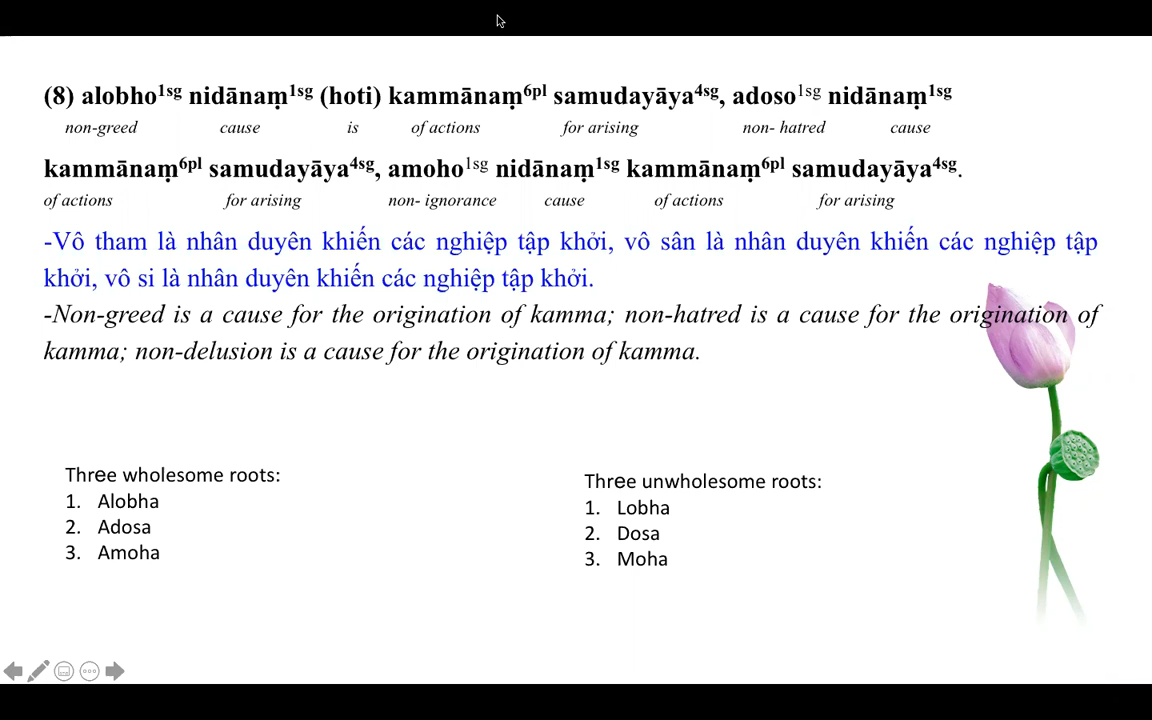 (8) alobho1sg nidānaṃ1sg (hoti) kammānaṃ6pl samudayāya4sg, adoso1sg nidānaṃ1sg
non-greed cause is of actions for arising non- hatred cause
kammānaṃ6pl samudayāya4sg, amoho1sg nidānaṃ1sg kammānaṃ6pl samudayāya4sg.
of actions for arising non- ignorance cause of actions for arising
-Vô tham là nhân duyên khiến các nghiệp tập khởi, vô sân là nhân duyên khiến các nghiệp tập
khởi, vô si là nhân duyên khiến các nghiệp tập khởi.
-Non-greed is a cause for the origination of kamma; non-hatred is a cause for the origination of
kamma; non-delusion is a cause for the origination of kamma.
Three wholesome roots:
1. Alobha
2. Adosa
3. Amoha
Three unwholesome roots:
1. Lobha
2. Dosa
3. Moha